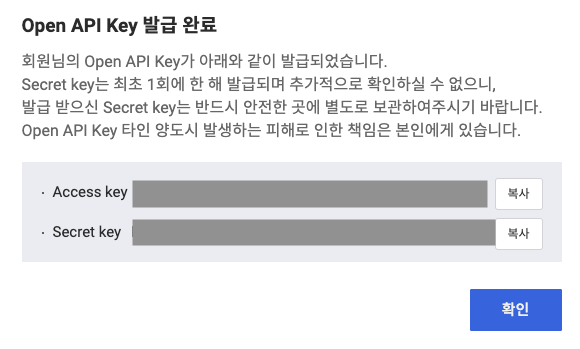 Open API Key 발급 완료
회원님의 Open API Key가 아래와 같이 발급되었습니다.
Secret key는 최초 1회에 한 해 발급되며 추가적으로 확인하실 수 없으니,
발급 받으신 Secret key는 반드시 안전한 곳에 별도로 보관하여주시기 바랍니다.
Open API Key 타인 양도시 발생하는 피해로 인한 책임은 본인에게 있습니다.
· Access key 복사
· Secret key 복사
확인